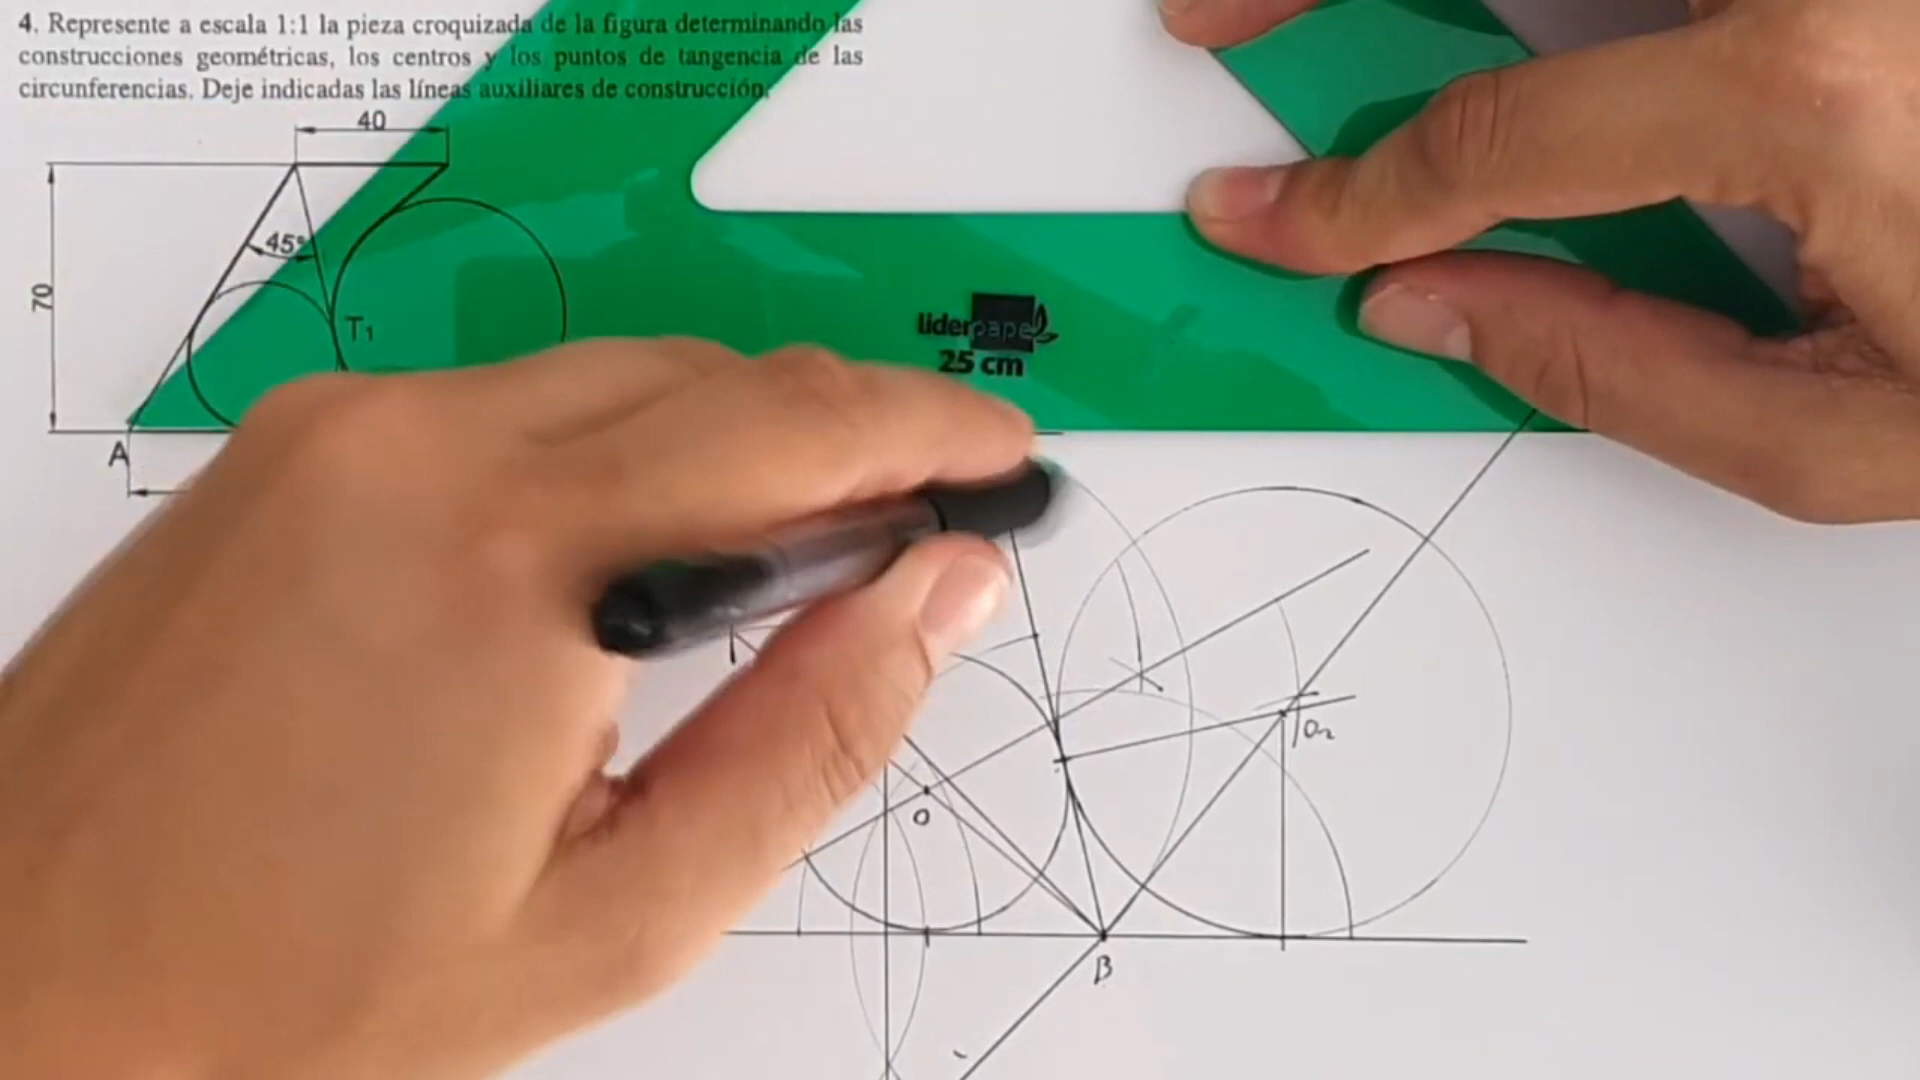 4. Represente a escala 1:1 la pieza croquizada de la figura determinando las
construcciones geométricas, los centros y los puntos de tangencia de las
circunferencias. Deje indicadas las líneas auxiliares de construcción.
40
45°
70
T₁
A
liderpapel
25 cm
O
O₂
B